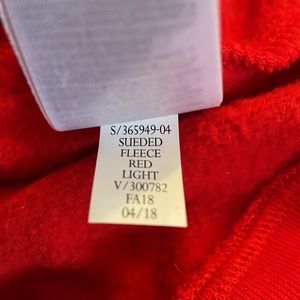 S/365949-04
SUEDED
FLEECE
RED
LIGHT
V/300782
FA18
04/18